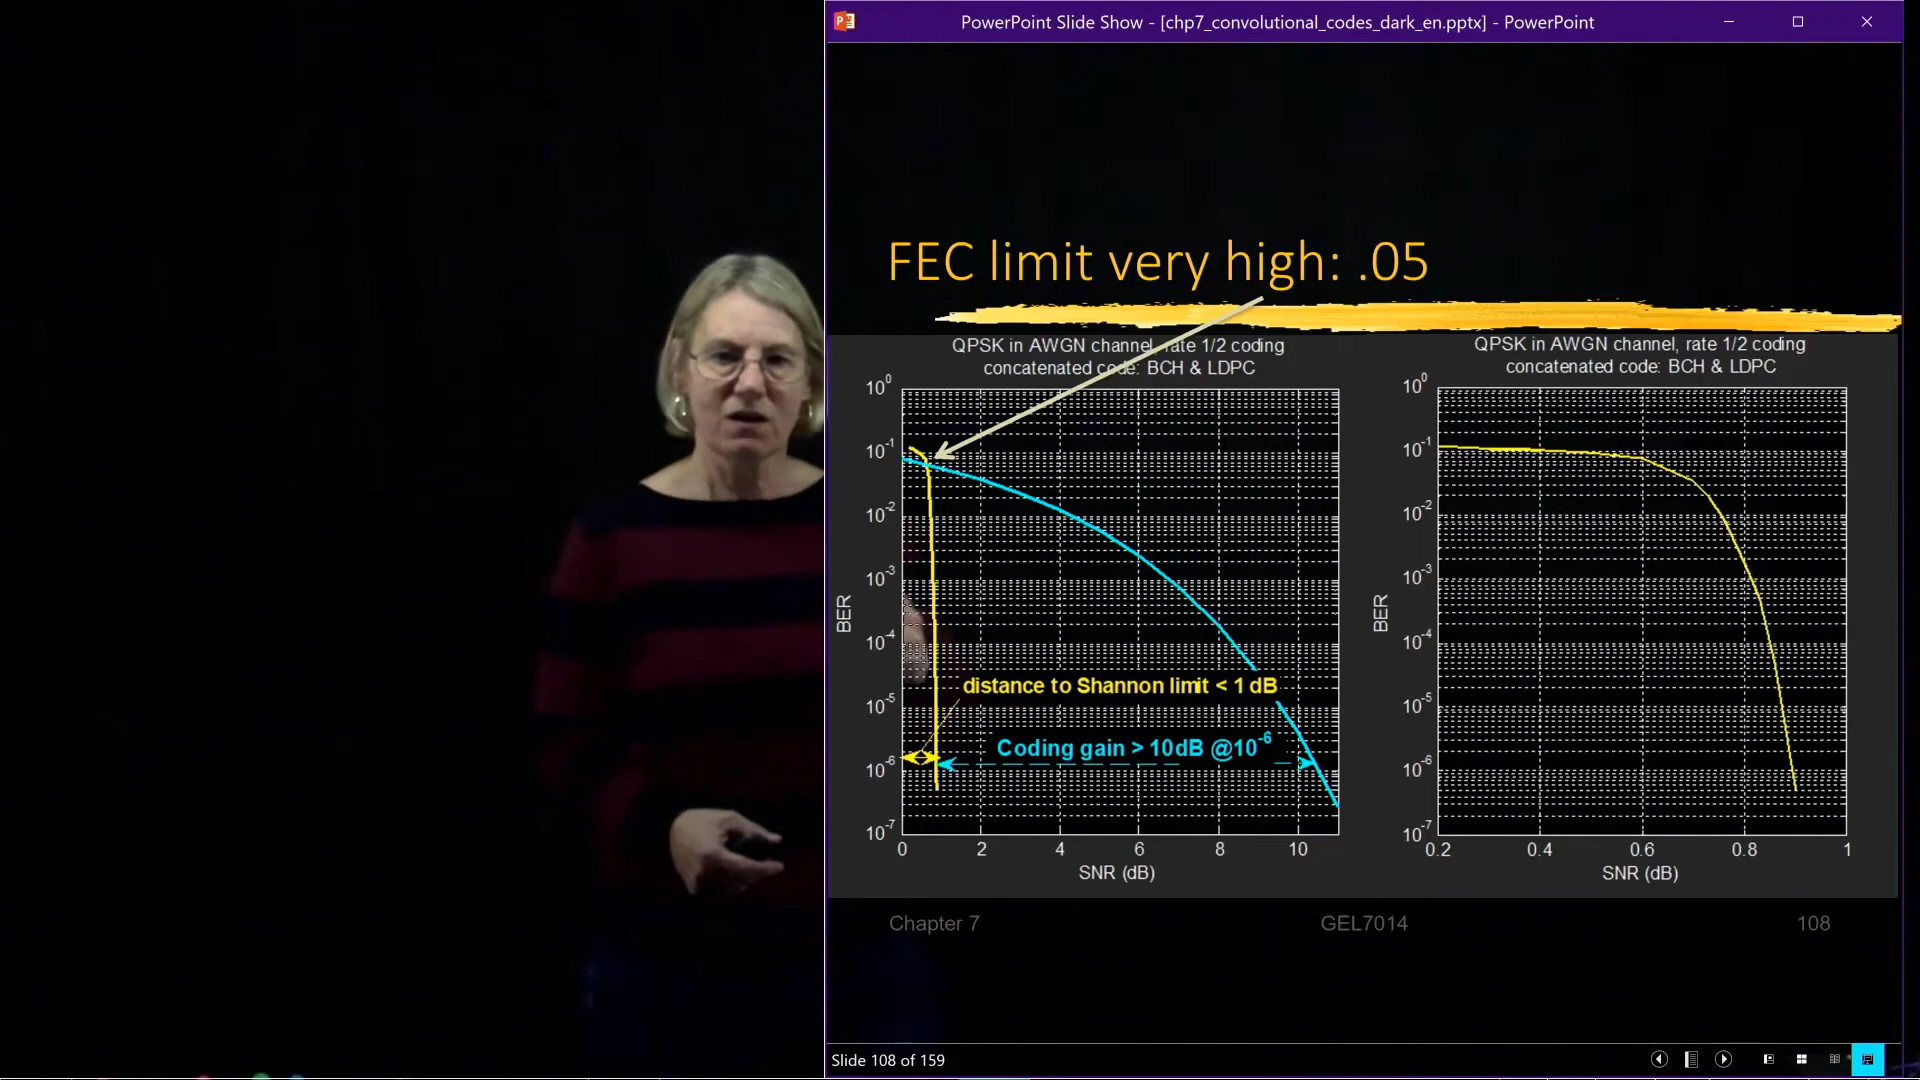 PowerPoint Slide Show - [chp7_convolutional_codes_dark_en.pptx] - PowerPoint
FEC limit very high: .05
QPSK in AWGN channel, rate 1/2 coding
concatenated code: BCH & LDPC
10^0
10^-1
10^-2
10^-3
10^-4
10^-5
10^-6
10^-7
BER
distance to Shannon limit < 1 dB
Coding gain > 10dB @10^-6
0 2 4 6 8 10
SNR (dB)
QPSK in AWGN channel, rate 1/2 coding
concatenated code: BCH & LDPC
10^0
10^-1
10^-2
10^-3
10^-4
10^-5
10^-6
10^-7
BER
0.2 0.4 0.6 0.8 1
SNR (dB)
Chapter 7 GEL7014 108
Slide 108 of 159